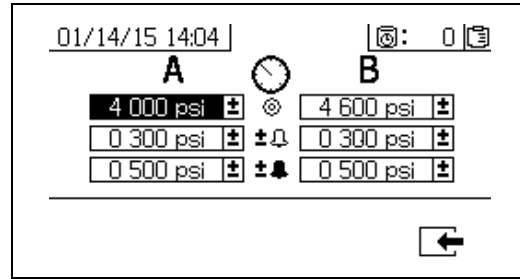 01/14/15 14:04 : 0
A B
4 000 psi ± 4 600 psi ±
0 300 psi ± ± 0 300 psi ±
0 500 psi ± ± 0 500 psi ±